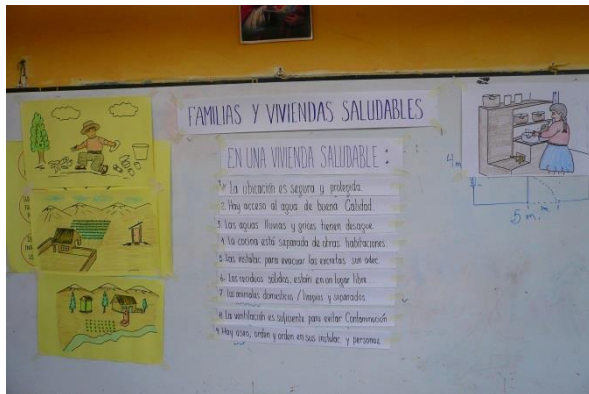 FAMILIAS Y VIVIENDAS SALUDABLES
EN UNA VIVIENDA SALUDABLE :
1. La ubicación es segura y protegida.
2. Hay acceso al agua de buena Calidad.
3. Las aguas lluvias y grices tienen desague.
4. La cocina está separada de otras habitaciones.
5. Las instalac para evacuar las excretas son adec.
6. Los residuos sólidos, están en un lugar libre.
7. Los animales domesticos / limpios y separados.
8. La ventilación es suficiente para evitar Contaminación
9. Hay aseo, orden y orden en sus instalac y personas.
4 m
5 m.